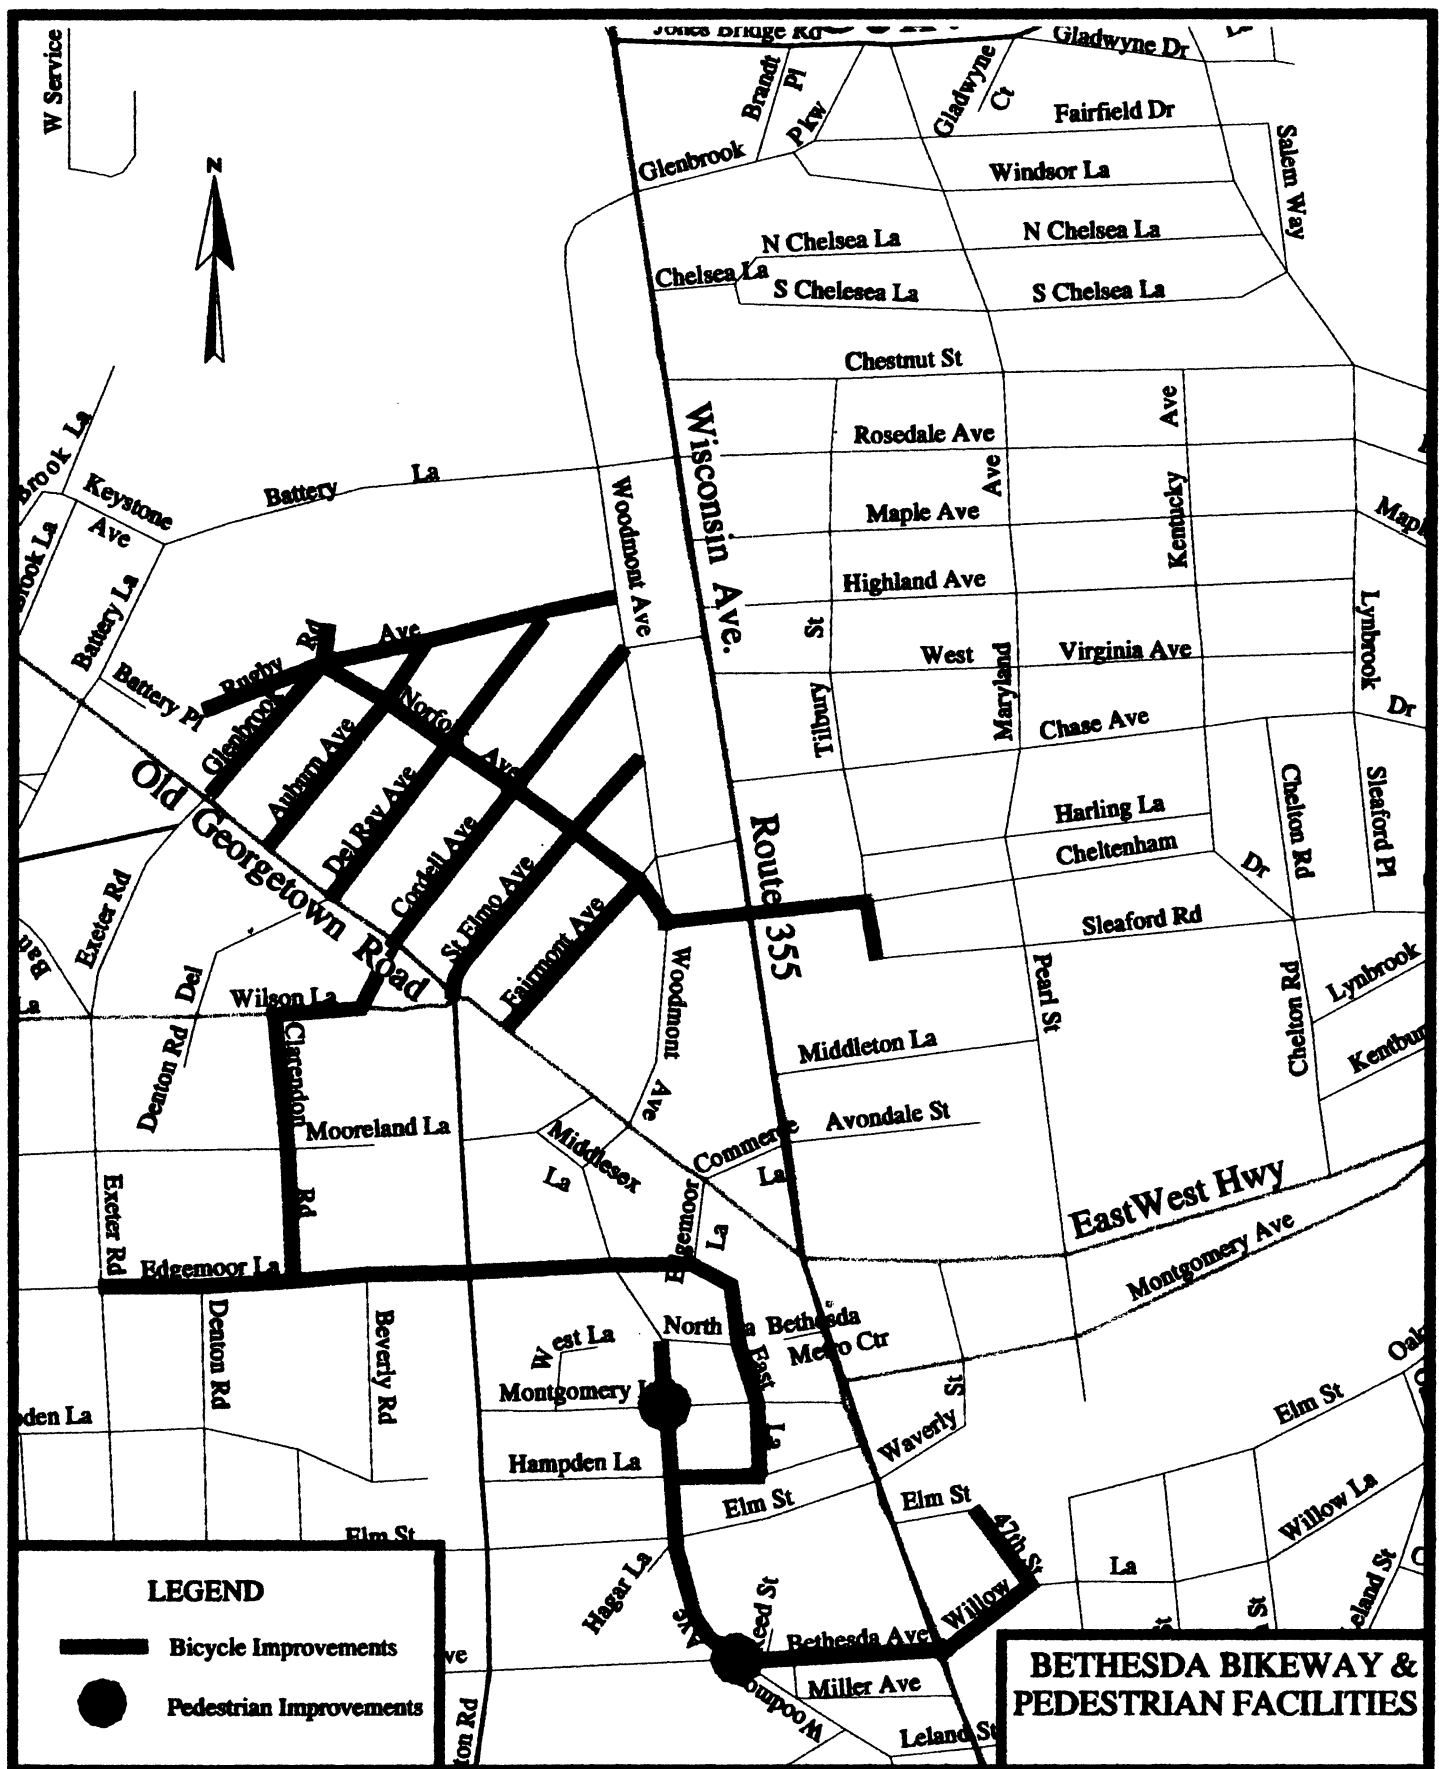 Jones Bridge Rd
Gladwyne Dr
W Service
Brandt
Pl
Pkw
Gladwyne
Ct
Fairfield Dr
Salem Way
N
Glenbrook
Windsor La
N Chelsea La
N Chelsea La
Chelsea La
S Chelesea La
S Chelsea La
Chestnut St
Wisconsin Ave.
Rosedale Ave
Ave
Ave
Brook La
Keystone
Ave
Battery
La
Woodmont Ave
Maple Ave
Kentucky
Highland Ave
Battery La
St
Lynbrook
Dr
Rd
Ave
West
Virginia Ave
Maryland
Rugby
Battery Pl
Glenbrook
Norfolk
Ave
Tilbury
Chase Ave
Auburn Ave
Del Ray Ave
Old Georgetown Road
Cordell Ave
St Elmo Ave
Fairmont Ave
Route 355
Harling La
Cheltenham
Dr
Chelton Rd
Sleaford Pl
Exeter Rd
Sleaford Rd
Batt
La
Denton Rd
Del
Wilson La
Woodmont
Ave
Pearl St
Chelton Rd
Lynbrook
Clarendon
Rd
Middleton La
Mooreland La
Avondale St
Middlesex
La
Commerce
La
Exeter Rd
Edgemoor
La
EastWest Hwy
Montgomery Ave
Edgemoor La
Denton Rd
Beverly Rd
North La
Bethesda
Metro Ctr
West La
East
La
Montgomery
Hampden La
Waverly
St
Elm St
Elm St
Elm St
Elm St
47th St
Willow
La
Willow La
Hagar La
Ave
Reed St
Bethesda Ave
St
St
Leland St
Miller Ave
Woodmo
Leland St
LEGEND
Bicycle Improvements
Pedestrian Improvements
BETHESDA BIKEWAY &
PEDESTRIAN FACILITIES